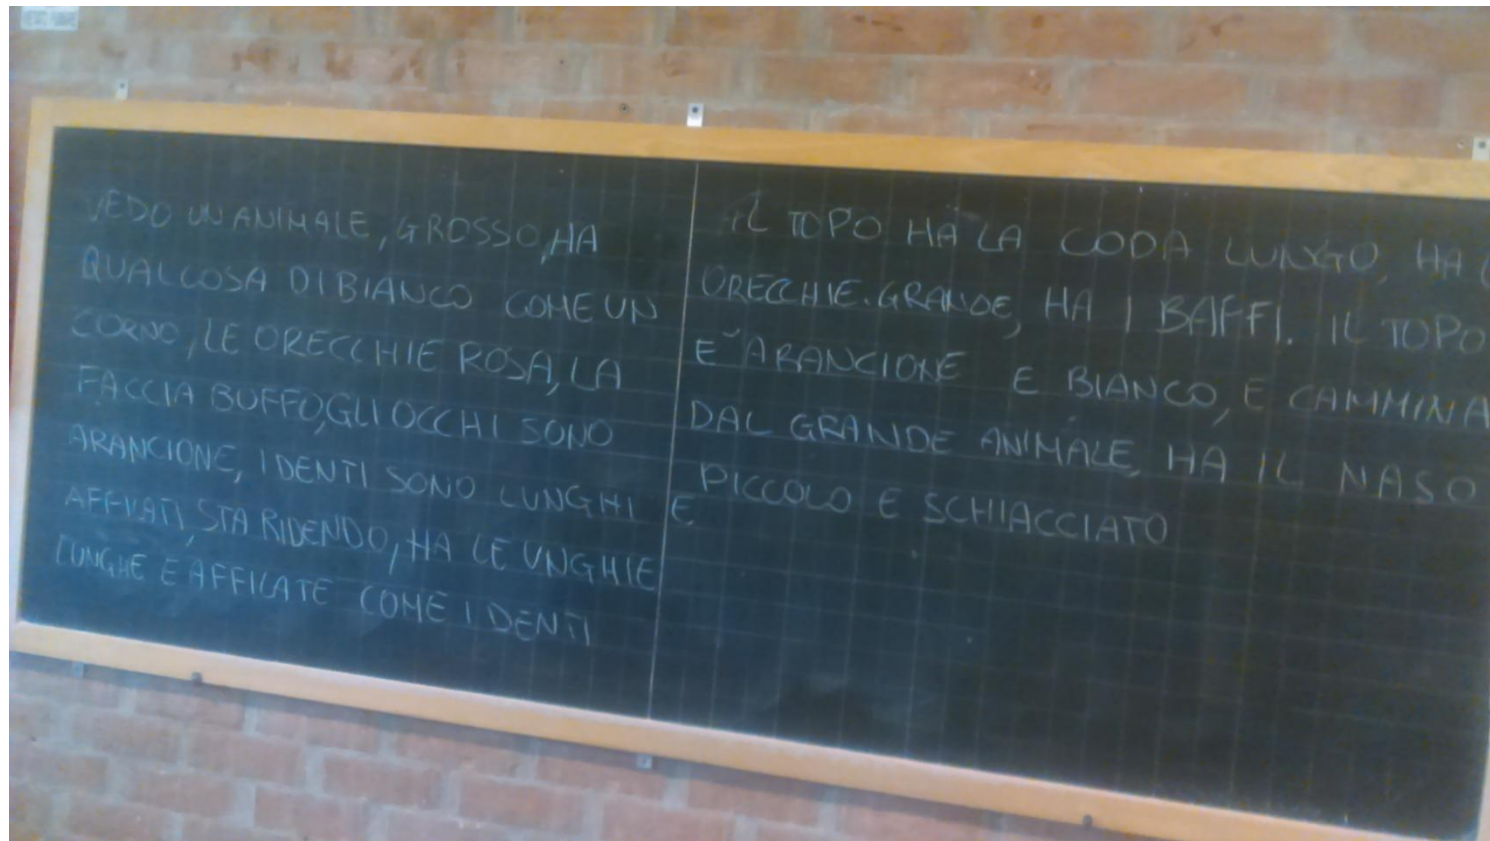 VEDO UN ANIMALE, GROSSO, HA
QUALCOSA DI BIANCO COME UN
CORNO, LE ORECCHIE ROSA, LA
FACCIA BUFFO, GLI OCCHI SONO
ARANCIONE, I DENTI SONO LUNGHI E
AFFILATI, STA RIDENDO, HA LE UNGHIE
LUNGHE E AFFILATE COME I DENTI
IL TOPO HA LA CODA LUNGO, HA
ORECCHIE. GRANDE, HA I BAFFI. IL TOPO
E' ARANCIONE E BIANCO, E CAMMINA
DAL GRANDE ANIMALE, HA IL NASO
PICCOLO E SCHIACCIATO